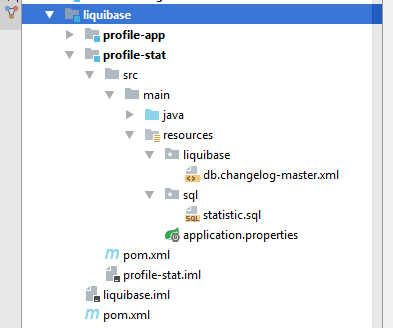 liquibase
profile-app
profile-stat
src
main
java
resources
liquibase
db.changelog-master.xml
sql
statistic.sql
application.properties
pom.xml
profile-stat.iml
liquibase.iml
pom.xml